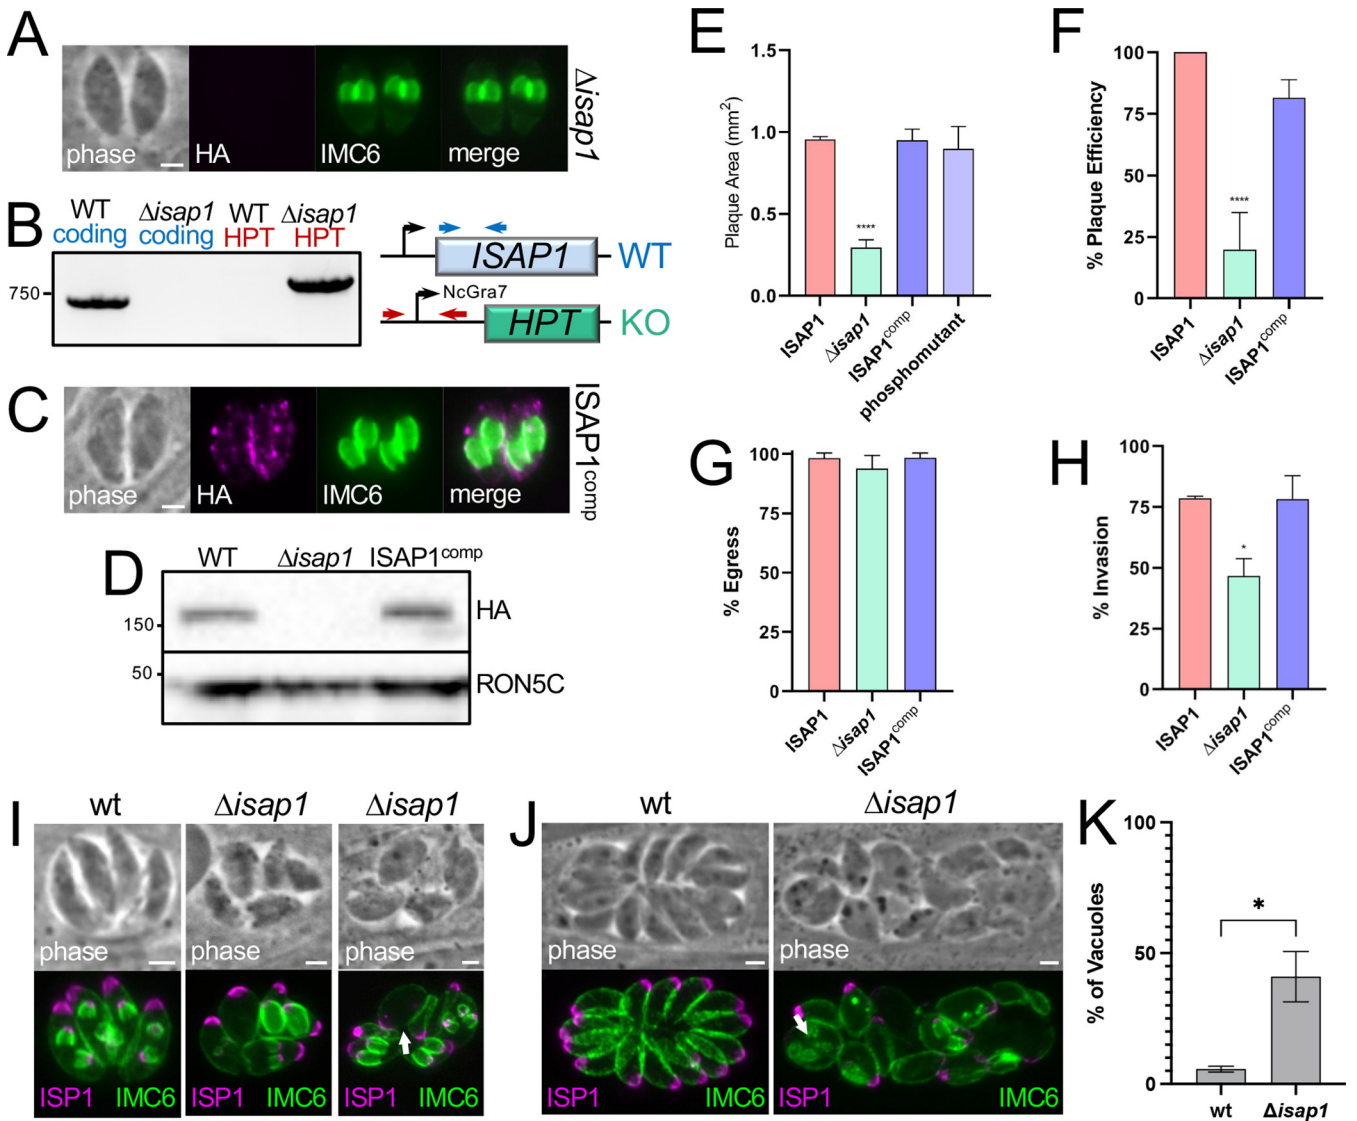 A
phase
HA
IMC6
merge
Δisap1
B
WT
coding
Δisap1
coding
WT
HPT
Δisap1
HPT
750
ISAP1
WT
NcGra7
HPT
KO
C
phase
HA
IMC6
merge
ISAP1comp
D
WT
Δisap1
ISAP1comp
150
HA
50
RON5C
E
Plaque Area (mm2)
1.5
1.0
0.5
0.0
****
ISAP1
Δisap1
ISAP1comp
phosphomutant
F
% Plaque Efficiency
100
75
50
25
0
****
ISAP1
Δisap1
ISAP1comp
G
% Egress
100
75
50
25
0
ISAP1
Δisap1
ISAP1comp
H
% Invasion
100
75
50
25
0
*
ISAP1
Δisap1
ISAP1comp
I
wt
Δisap1
Δisap1
phase
phase
phase
ISP1 IMC6
ISP1 IMC6
ISP1 IMC6
J
wt
Δisap1
phase
phase
ISP1 IMC6
ISP1 IMC6
K
% of Vacuoles
100
50
0
*
wt
Δisap1